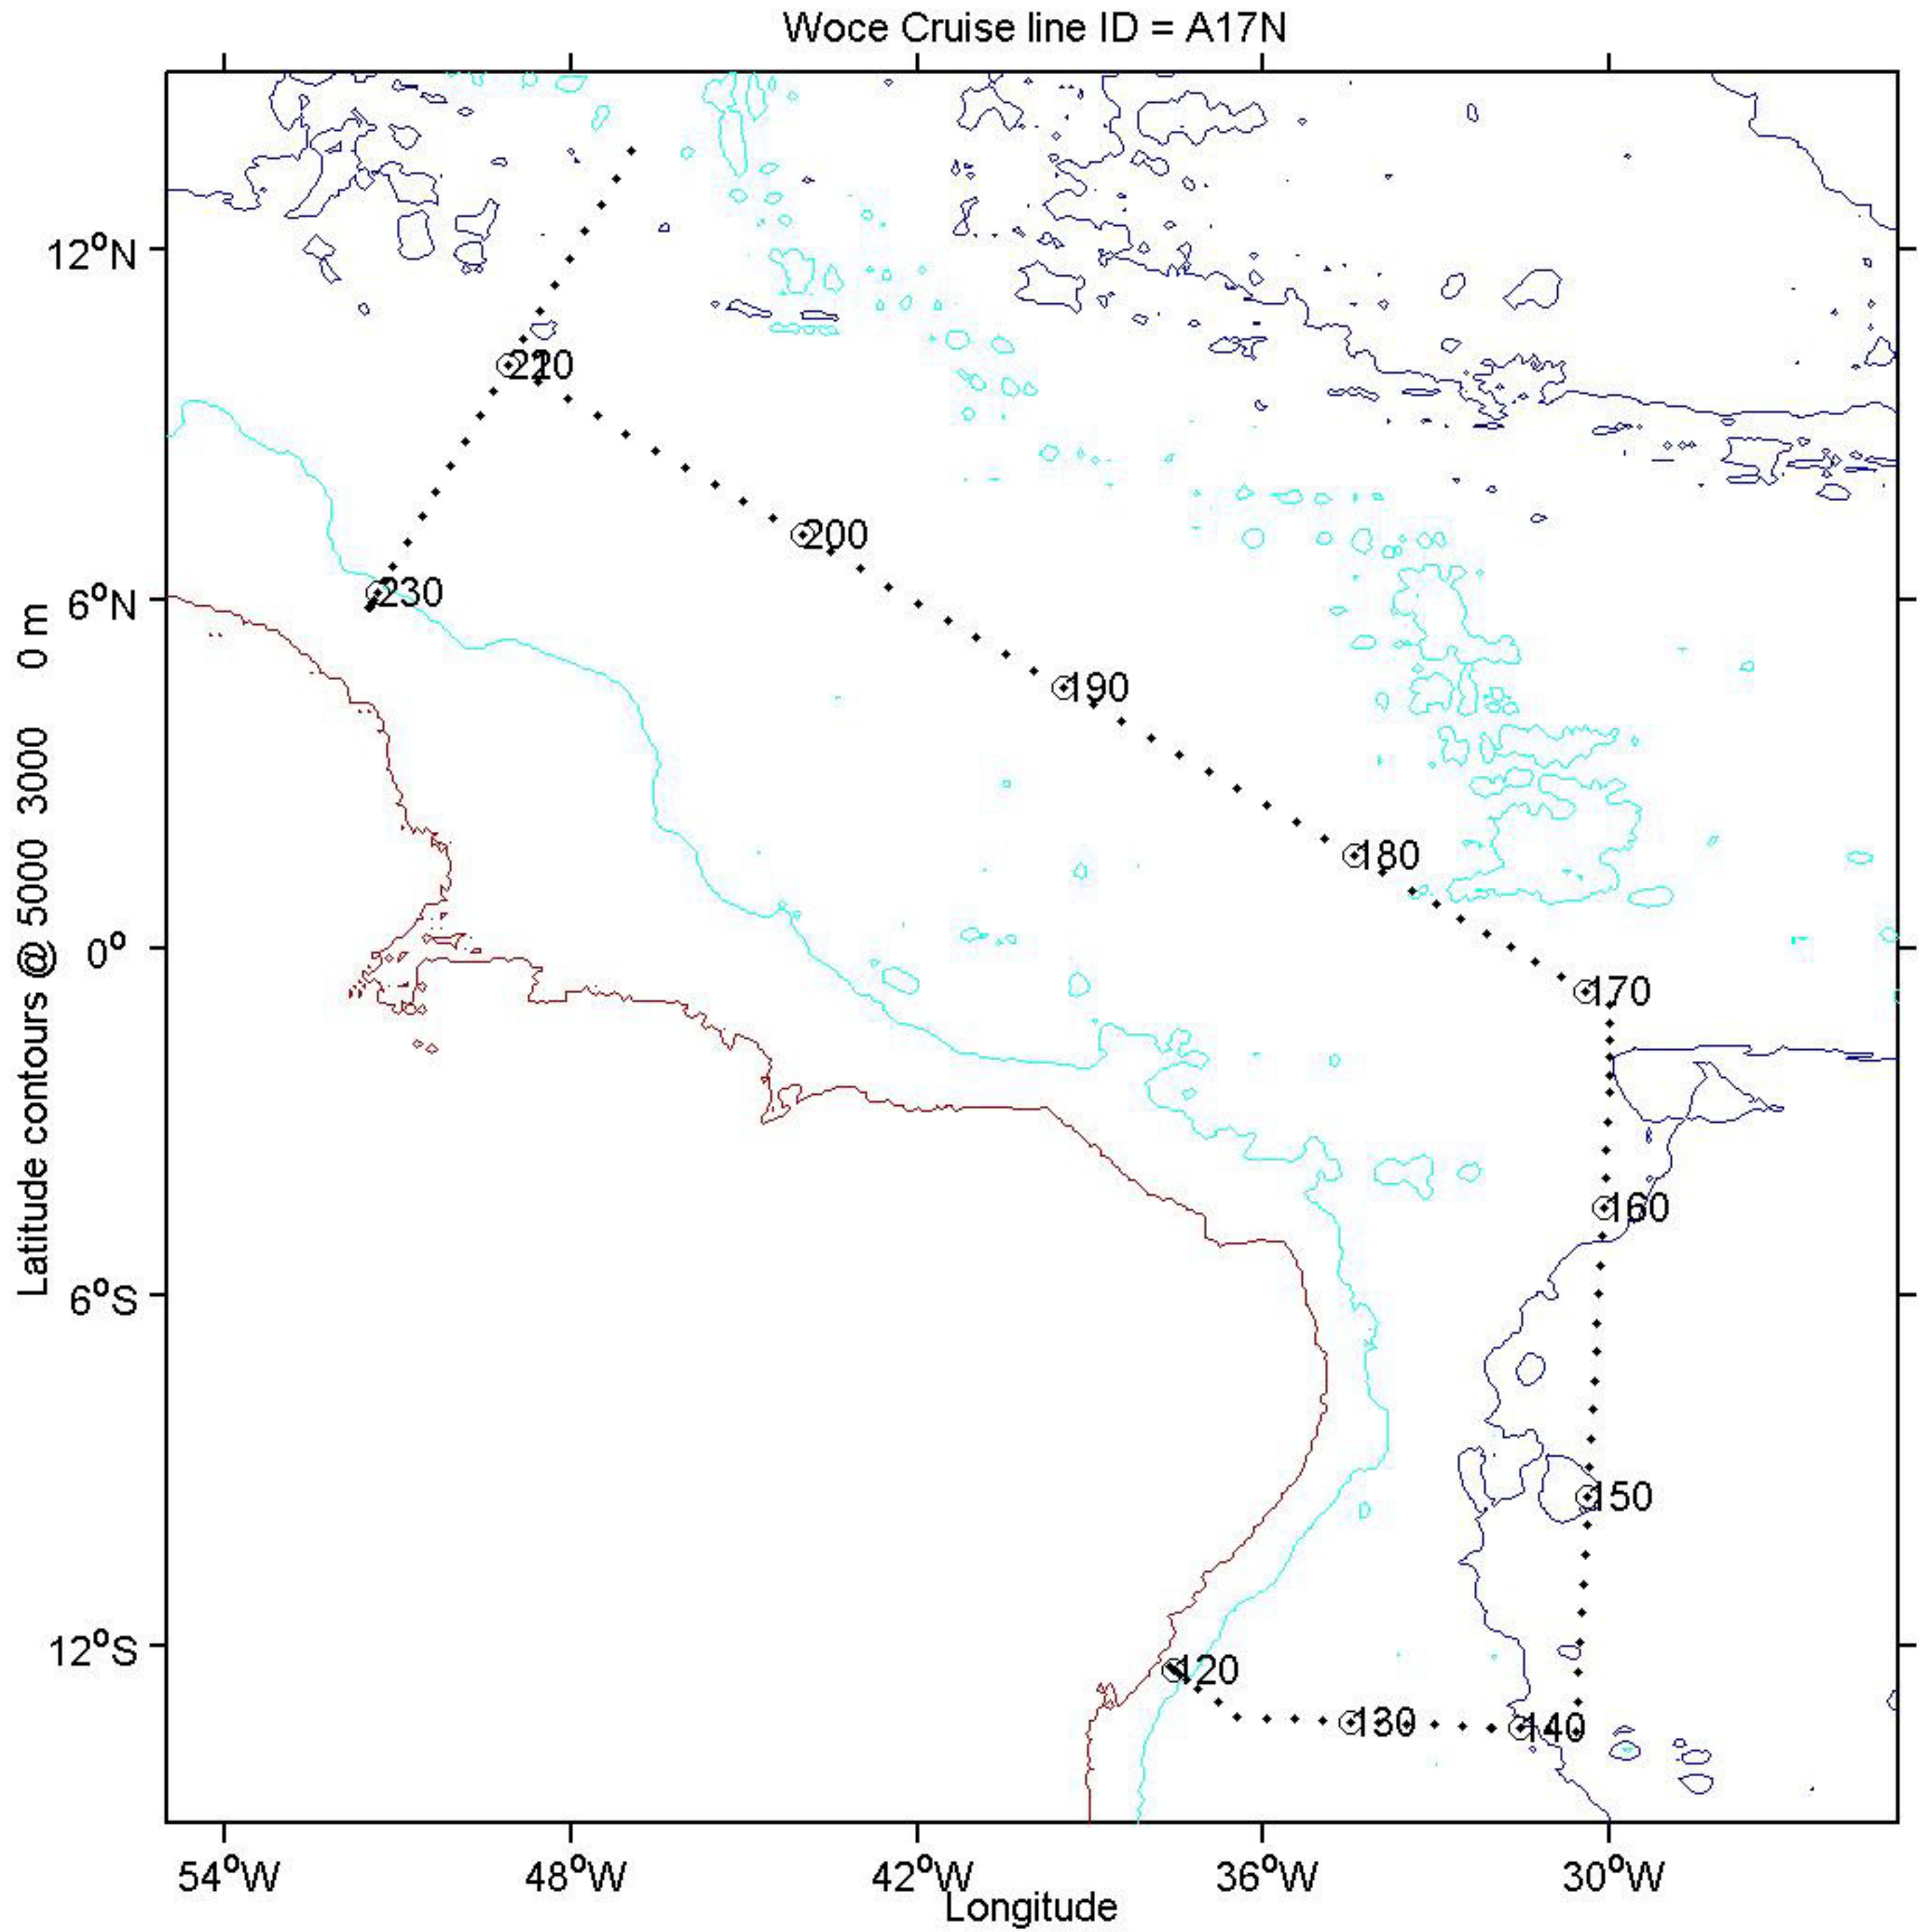 Woce Cruise line ID = A17N
12°N
6°N
0°
6°S
12°S
Latitude contours @ 5000 3000 0 m
210
220
200
230
190
180
170
160
150
120
130
140
54°W
48°W
42°W
36°W
30°W
Longitude